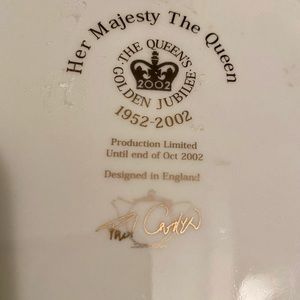 Her Majesty The Queen
THE QUEEN'S
GOLDEN JUBILEE
2002
1952-2002
Production Limited
Until end of Oct 2002
Designed in England